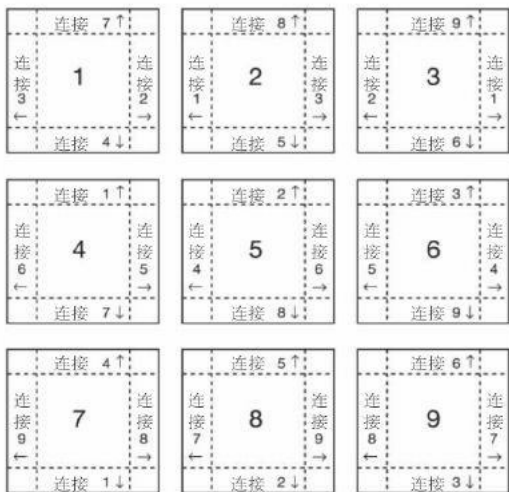 连接 7↑
连接3←
1
连接2→
连接 4↓
连接 8↑
连接1←
2
连接3→
连接 5↓
连接 9↑
连接2←
3
连接1→
连接 6↓
连接 1↑
连接6←
4
连接5→
连接 7↓
连接 2↑
连接4←
5
连接6→
连接 8↓
连接 3↑
连接5←
6
连接4→
连接 9↓
连接 4↑
连接9←
7
连接8→
连接 1↓
连接 5↑
连接7←
8
连接9→
连接 2↓
连接 6↑
连接8←
9
连接7→
连接 3↓